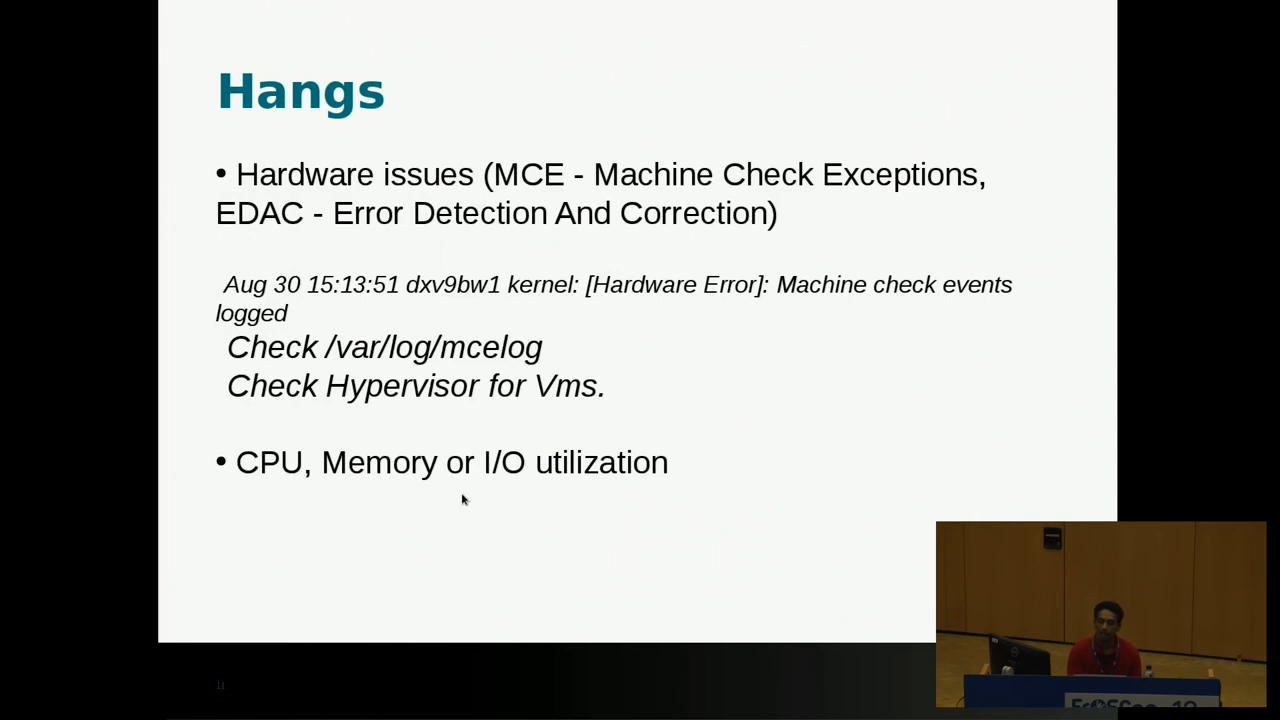 Hangs
• Hardware issues (MCE - Machine Check Exceptions,
EDAC - Error Detection And Correction)
Aug 30 15:13:51 dxv9bw1 kernel: [Hardware Error]: Machine check events
logged
Check /var/log/mcelog
Check Hypervisor for Vms.
• CPU, Memory or I/O utilization
11